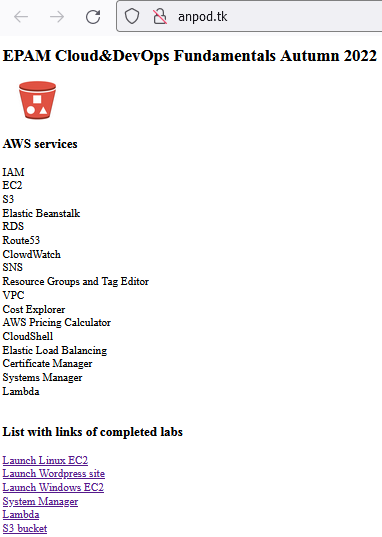 anpod.tk
EPAM Cloud&DevOps Fundamentals Autumn 2022
AWS services
IAM
EC2
S3
Elastic Beanstalk
RDS
Route53
ClowdWatch
SNS
Resource Groups and Tag Editor
VPC
Cost Explorer
AWS Pricing Calculator
CloudShell
Elastic Load Balancing
Certificate Manager
Systems Manager
Lambda
List with links of completed labs
Launch Linux EC2
Launch Wordpress site
Launch Windows EC2
System Manager
Lambda
S3 bucket